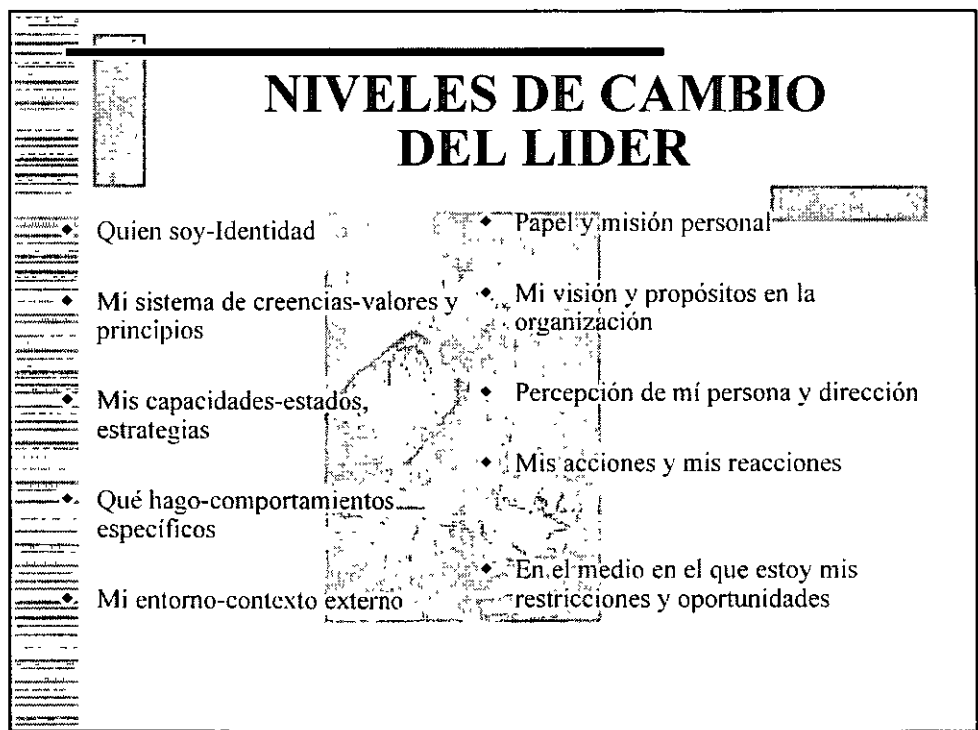 NIVELES DE CAMBIO
DEL LIDER
◆ Quien soy-Identidad
◆ Mi sistema de creencias-valores y
principios
◆ Mis capacidades-estados,
estrategias
◆ Qué hago-comportamientos
específicos
◆ Mi entorno-contexto externo
◆ Papel y misión personal
◆ Mi visión y propósitos en la
organización
◆ Percepción de mí persona y dirección
◆ Mis acciones y mis reacciones
◆ En el medio en el que estoy mis
restricciones y oportunidades